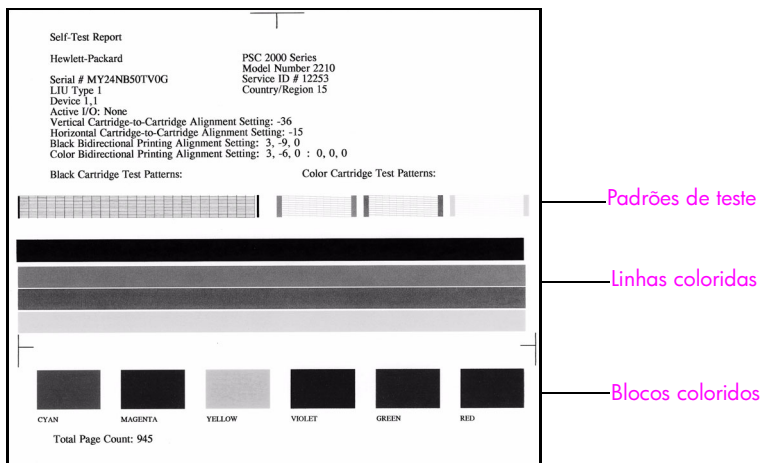 Self-Test Report
Hewlett-Packard
PSC 2000 Series
Model Number 2210
Serial # MY24NB50TV0G
Service ID # 12253
LIU Type 1
Country/Region 15
Device 1,1
Active I/O: None
Vertical Cartridge-to-Cartridge Alignment Setting: -36
Horizontal Cartridge-to-Cartridge Alignment Setting: -15
Black Bidirectional Printing Alignment Setting: 3, -9, 0
Color Bidirectional Printing Alignment Setting: 3, -6, 0 : 0, 0, 0
Black Cartridge Test Patterns:
Color Cartridge Test Patterns:
Padrões de teste
Linhas coloridas
Blocos coloridos
CYAN
MAGENTA
YELLOW
VIOLET
GREEN
RED
Total Page Count: 945